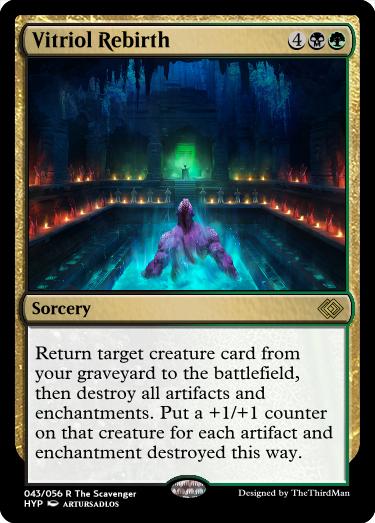 Vitriol Rebirth 4
Sorcery
Return target creature card from
your graveyard to the battlefield,
then destroy all artifacts and
enchantments. Put a +1/+1 counter
on that creature for each artifact and
enchantment destroyed this way.
043/056 R The Scavenger
Designed by TheThirdMan
HYP ARTURSADLOS